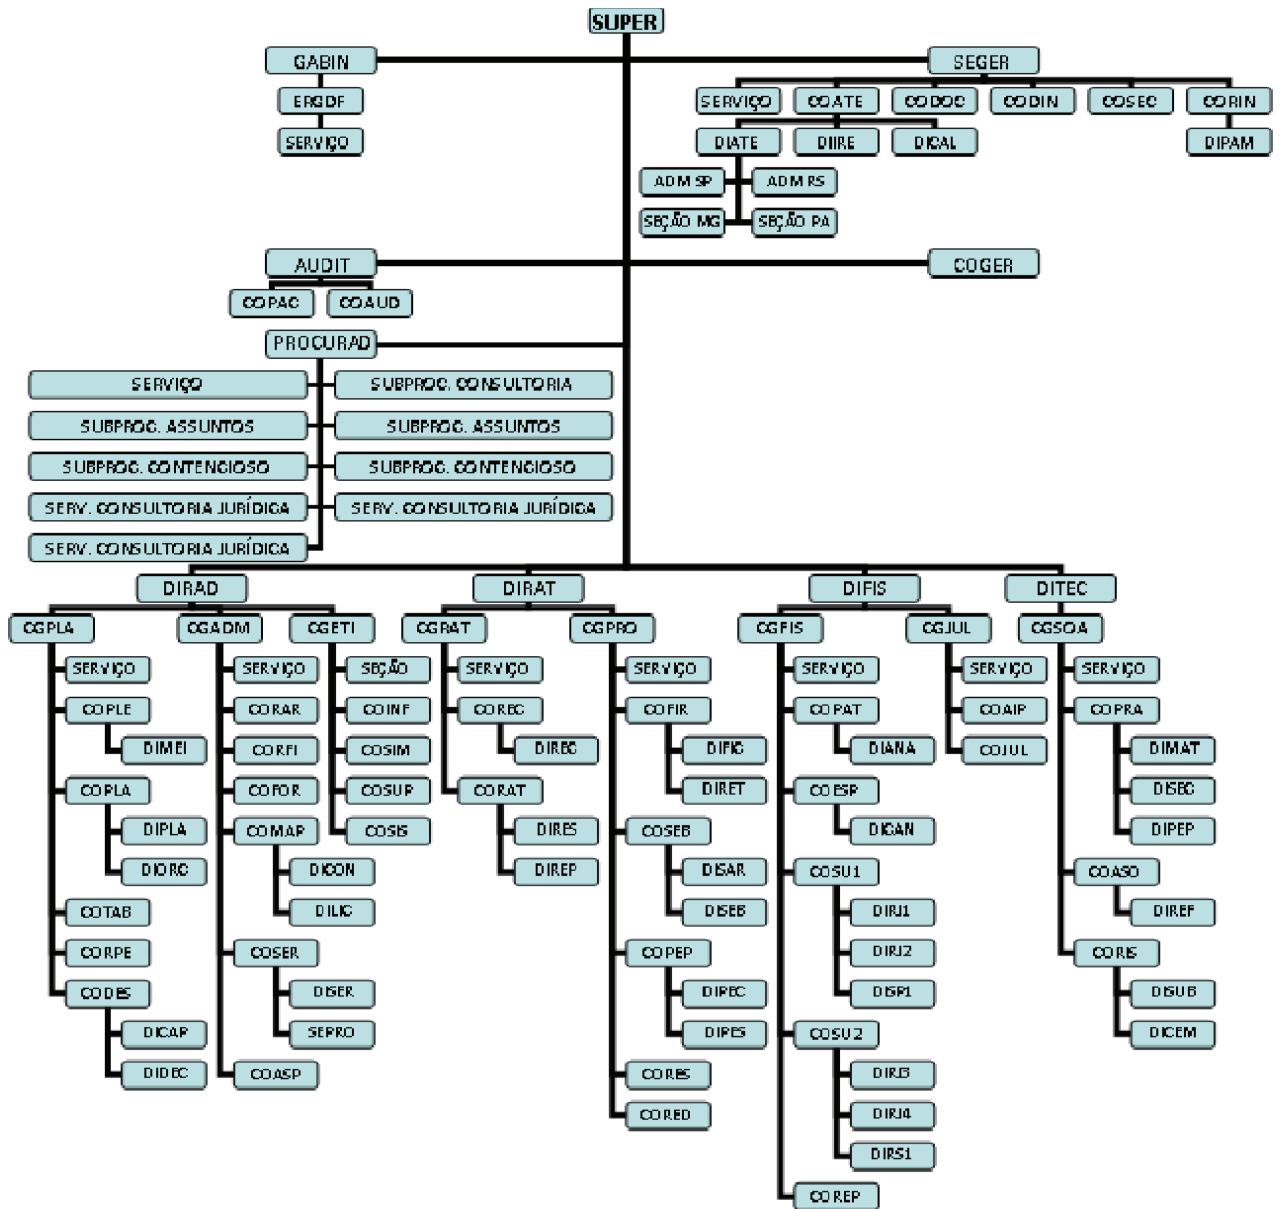 SUPER
GABIN
SEGER
ERGDF
SERVIÇO
COATE
CODOC
CODIN
COSEC
CORIN
SERVIÇO
DIATE
DIIRE
DICAL
DIPAM
ADM SP
ADM RS
SEÇÃO MG
SEÇÃO PA
AUDIT
COGER
COPAC
COAUD
PROCURAD
SERVIÇO
SUBPROC. CONSULTORIA
SUBPROC. ASSUNTOS
SUBPROC. ASSUNTOS
SUBPROC. CONTENCIOSO
SUBPROC. CONTENCIOSO
SERV. CONSULTORIA JURÍDICA
SERV. CONSULTORIA JURÍDICA
SERV. CONSULTORIA JURÍDICA
DIRAD
DIRAT
DIFIS
DITEC
CGPLA
CGADM
CGETI
CGRAT
CGPRO
CGFIS
CGJUL
CGSOA
SERVIÇO
SERVIÇO
SEÇÃO
SERVIÇO
SERVIÇO
SERVIÇO
SERVIÇO
SERVIÇO
COPLE
CORAR
COINF
COREC
COFIR
COPAT
COAIP
COPRA
DIMEI
CORFI
COSIM
DIREC
DIFIC
DIANA
COJUL
DIMAT
COPLA
COFOR
COSUP
CORAT
DIRET
COESP
DISEC
DIPLA
COMAP
COSIS
DIRES
COSEB
DICAN
DIPEP
DIORC
DICON
DIREP
DISAR
COSU1
COASO
COTAB
DILIC
DISEB
DIRJ1
DIREF
CORPE
COSER
COPEP
DIRJ2
CORIS
CODES
DISER
DIPEC
DISP1
DISUB
DICAP
SEPRO
DIPES
COSU2
DICEM
DIDEC
COASP
CORES
DIRJ3
CORED
DIRJ4
DIRS1
COREP